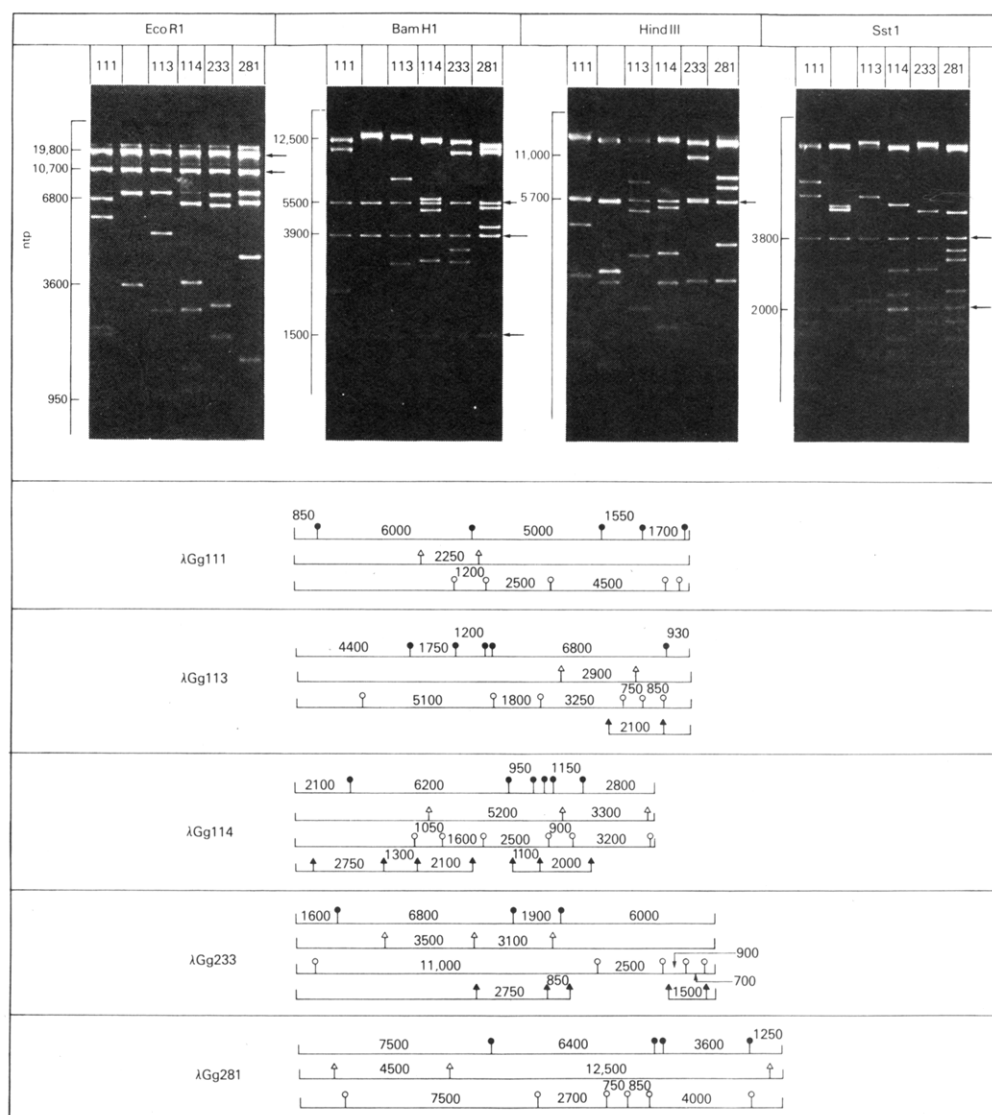 Eco R1 Bam H1 Hind III Sst 1
111 113 114 233 281 111 113 114 233 281 111 113 114 233 281 111 113 114 233 281
ntp
19,800
10,700
6800
3600
950
12,500
5500
3900
1500
11,000
5 700
3800
2000
λGg111
850 1550
6000 5000 1700
2250
1200
2500 4500
λGg113
1200 930
4400 1750 6800
2900
750 850
5100 1800 3250
2100
λGg114
950 1150
2100 6200 2800
5200 3300
1050 900
1600 2500 3200
1300 1100
2750 2100 2000
λGg233
1600 6800 1900 6000
3500 3100
900
11,000 2500
700
850
2750 1500
λGg281
1250
7500 6400 3600
4500 12,500
750 850
7500 2700 4000